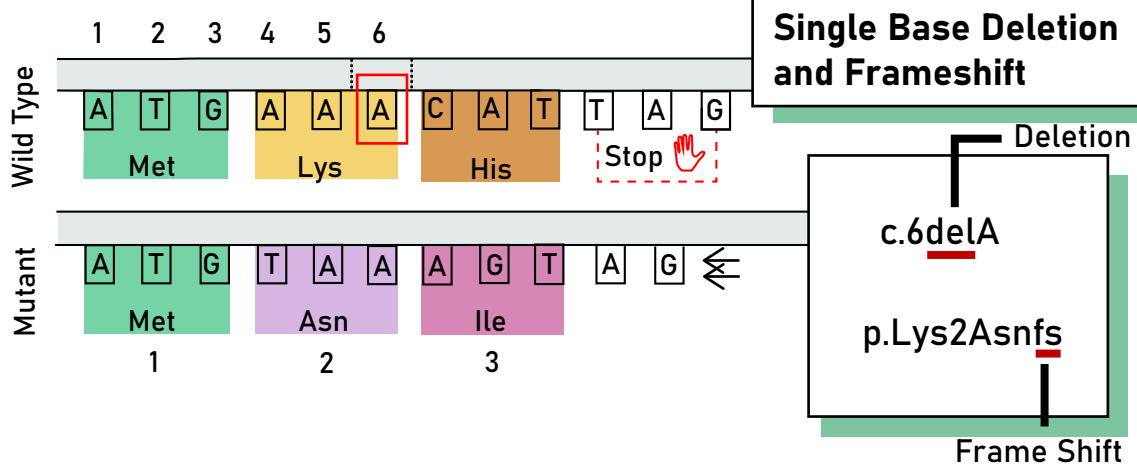 Single Base Deletion
and Frameshift
1 2 3 4 5 6
Wild Type
A T G A A A C A T T A G
Met Lys His Stop
Deletion
c.6delA
Mutant
A T G T A A A G T A G
Met Asn Ile
1 2 3
p.Lys2Asnfs
Frame Shift